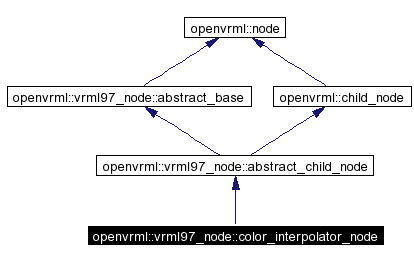 openvrml::node
openvrml::vrml97_node::abstract_base
openvrml::child_node
openvrml::vrml97_node::abstract_child_node
openvrml::vrml97_node::color_interpolator_node